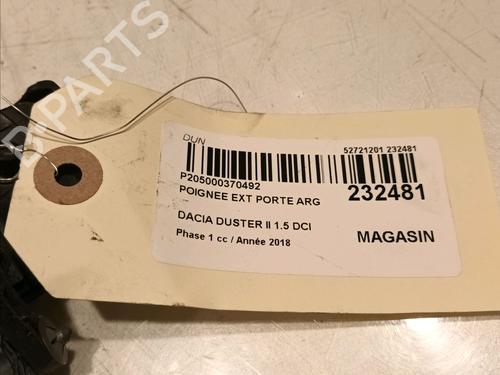 B-PARTS
DUN
52721201 232481
P205000370492
POIGNEE EXT PORTE ARG
232481
DACIA DUSTER II 1.5 DCI
Phase 1 cc / Année 2018
MAGASIN